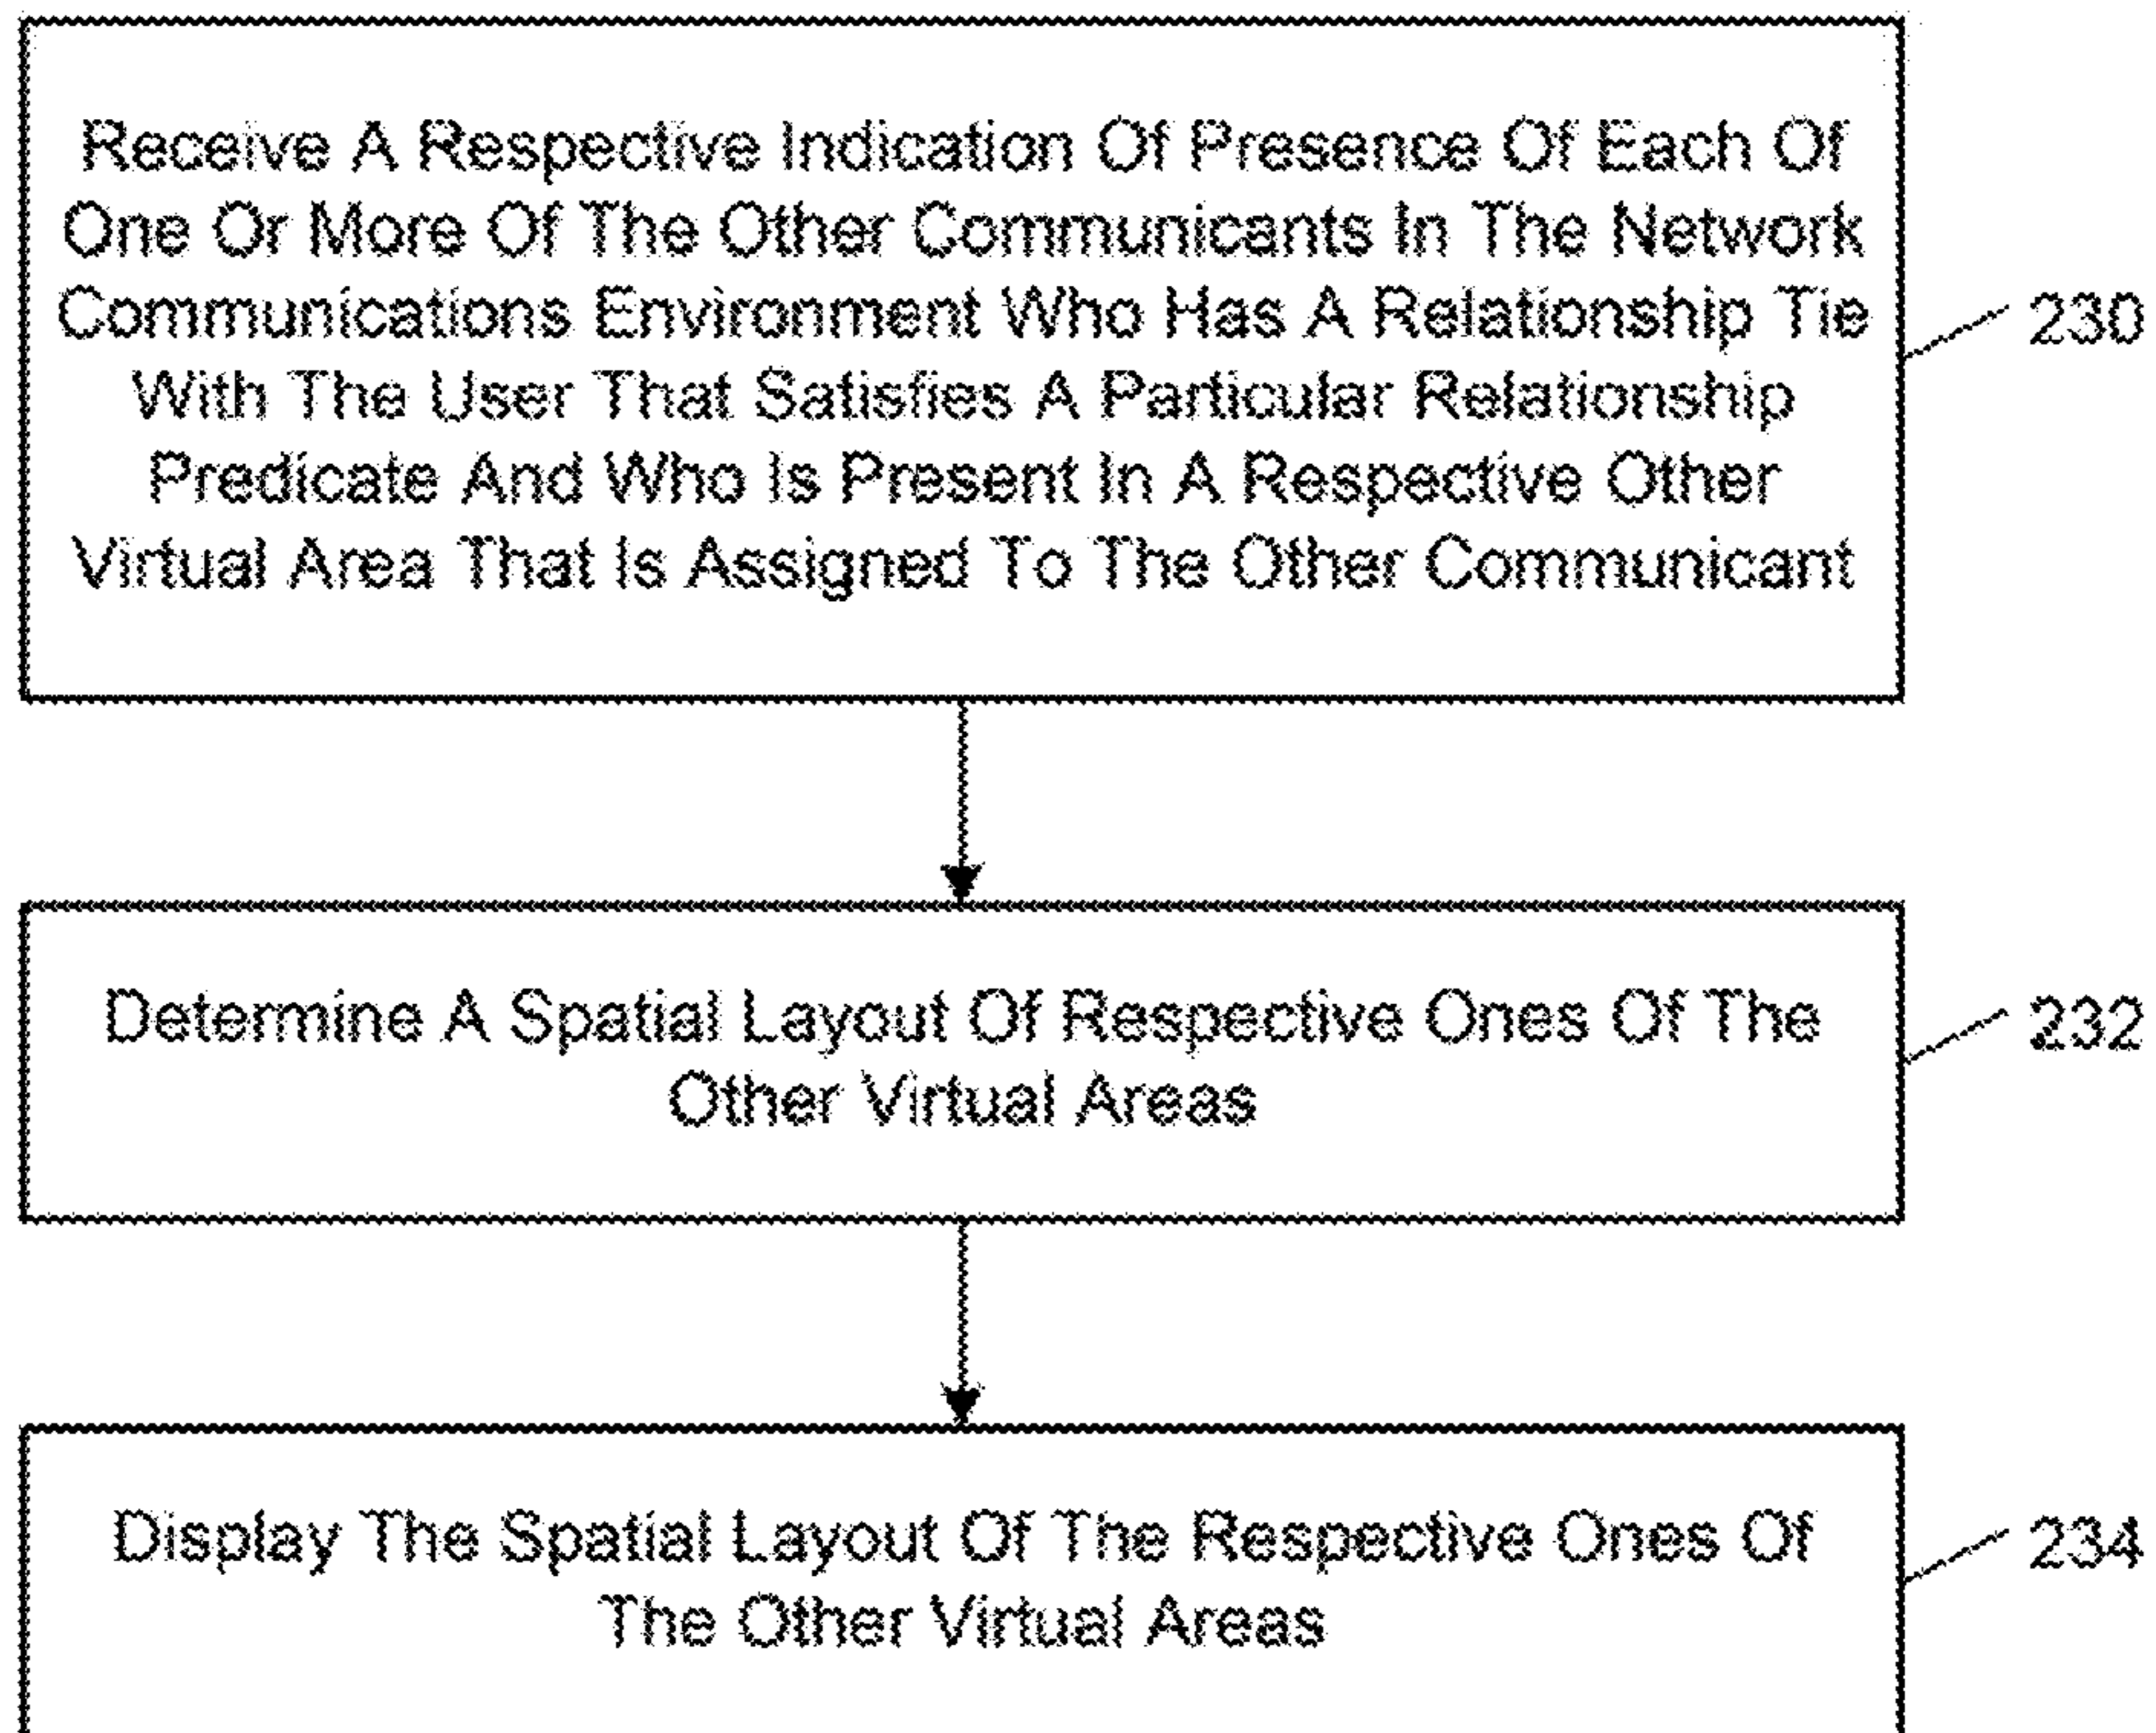 Receive A Respective Indication Of Presence Of Each Of
One Or More Of The Other Communicants In The Network
Communications Environment Who Has A Relationship Tie
With The User That Satisfies A Particular Relationship
Predicate And Who Is Present In A Respective Other
Virtual Area That Is Assigned To The Other Communicant
230
Determine A Spatial Layout Of Respective Ones Of The
Other Virtual Areas
232
Display The Spatial Layout Of The Respective Ones Of
The Other Virtual Areas
234